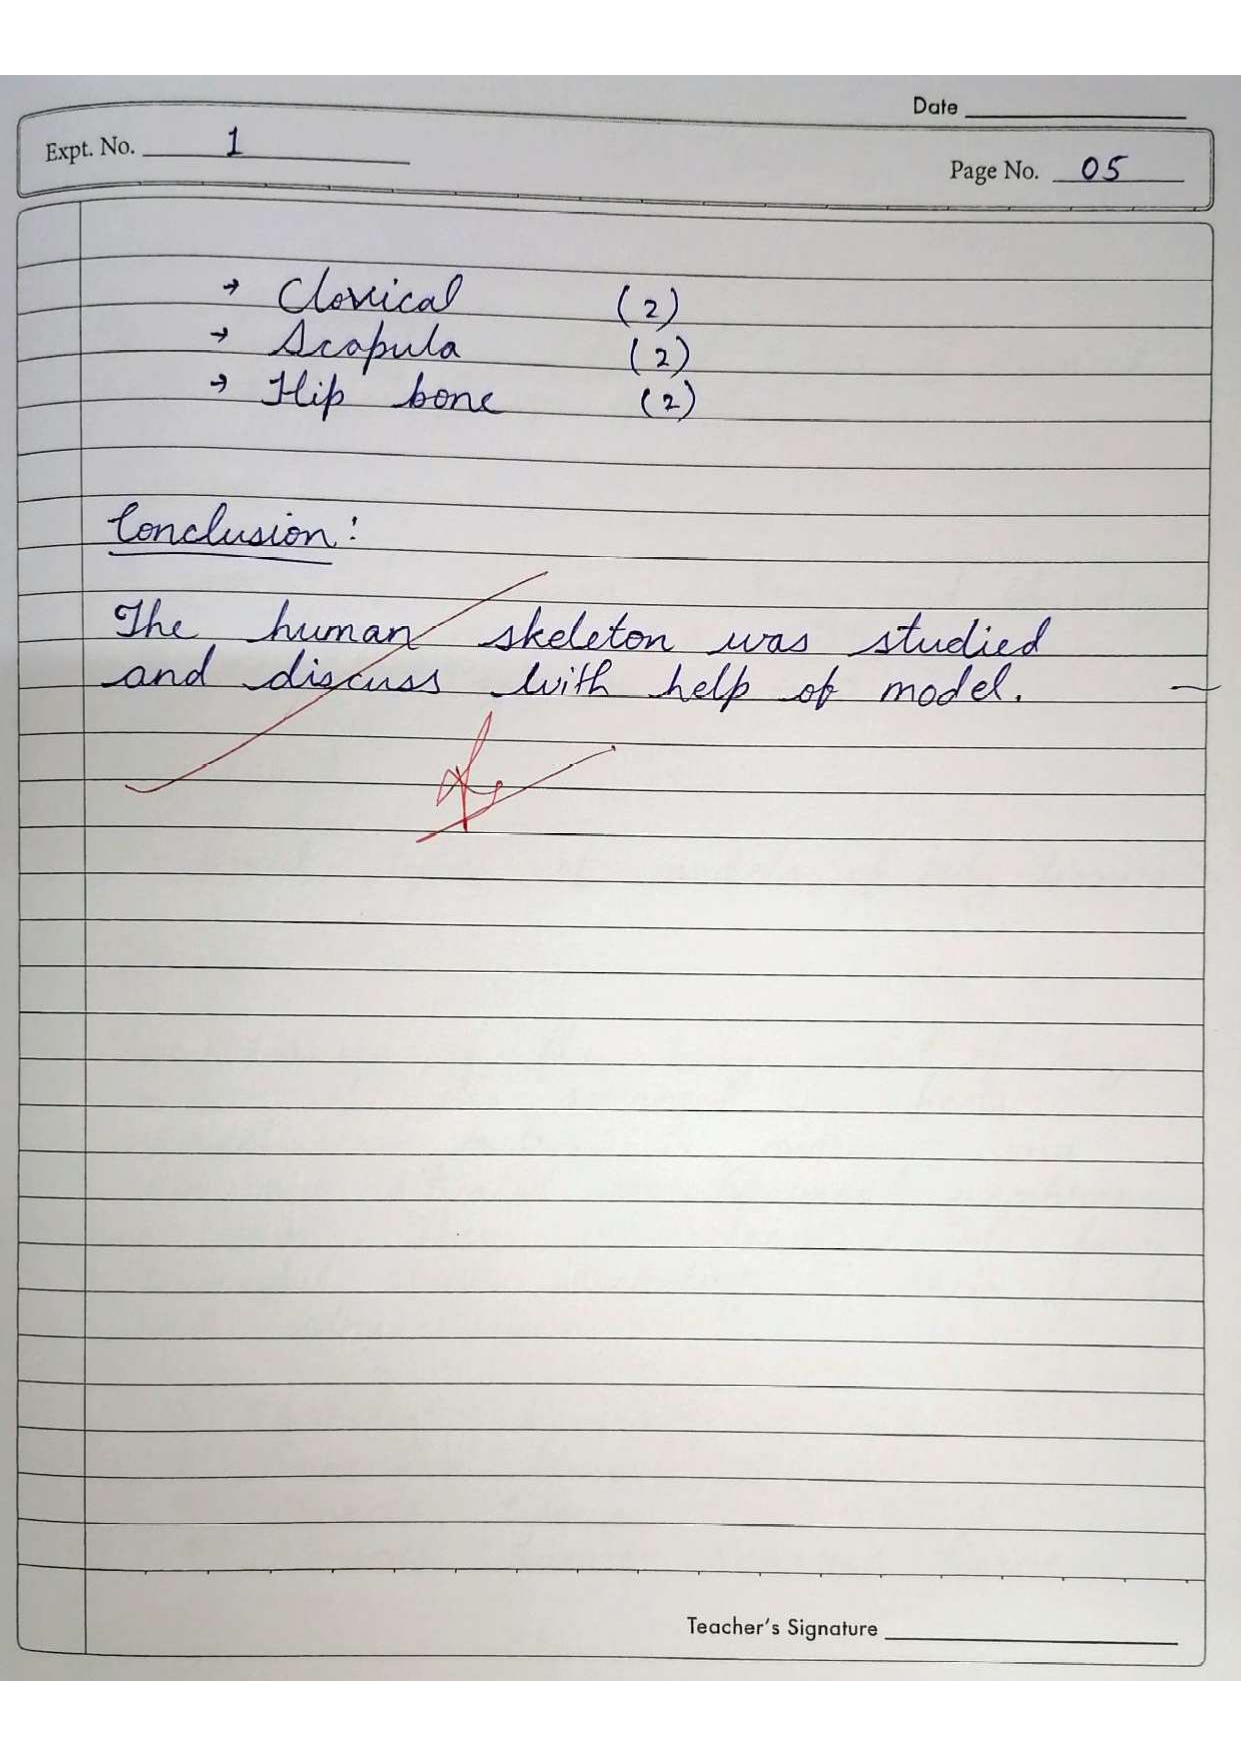 Date
Expt. No. 1
Page No. 05
→ Clovical (2)
→ Scapula (2)
→ Hip bone (2)
Conclusion:
The human skeleton was studied
and discuss with help of model.
Teacher's Signature